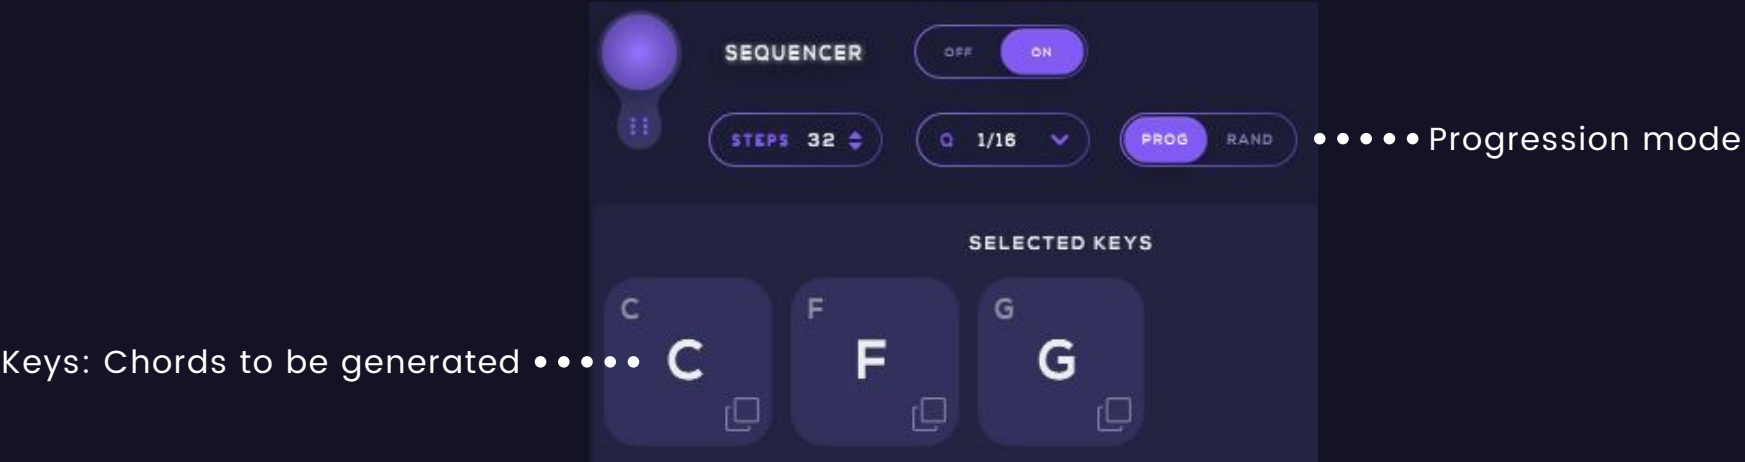 SEQUENCER OFF ON
STEPS 32 Q 1/16 PROG RAND Progression mode
SELECTED KEYS
C F G
Keys: Chords to be generated C F G